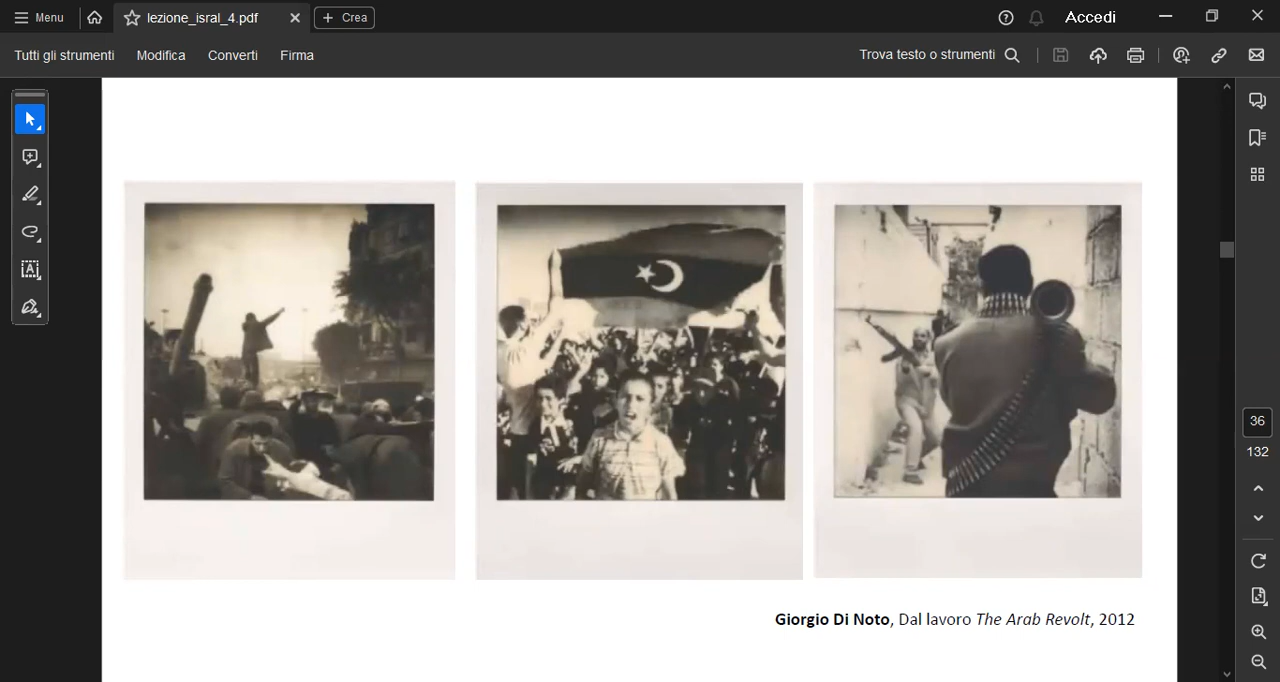 Menu
lezione_isral_4.pdf
Crea
Accedi
Tutti gli strumenti
Modifica
Converti
Firma
Trova testo o strumenti
36
132
Giorgio Di Noto, Dal lavoro The Arab Revolt, 2012